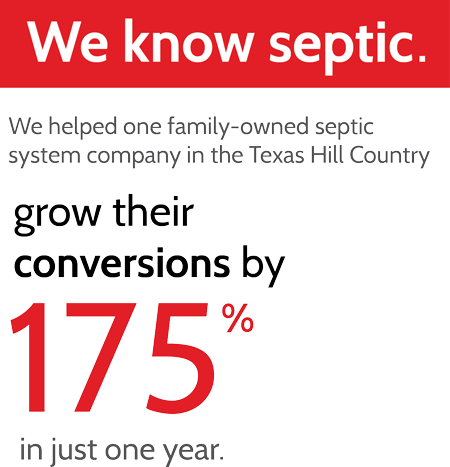 We know septic.
We helped one family-owned septic
system company in the Texas Hill Country
grow their
conversions by
175%
in just one year.